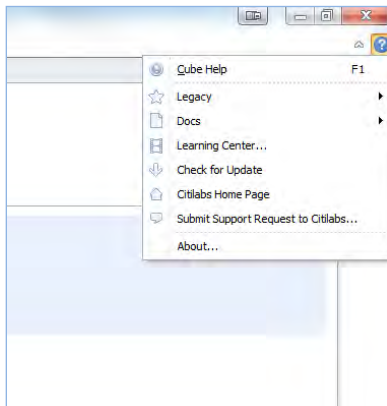 Cube Help F1
Legacy
Docs
Learning Center...
Check for Update
Citilabs Home Page
Submit Support Request to Citilabs...
About...